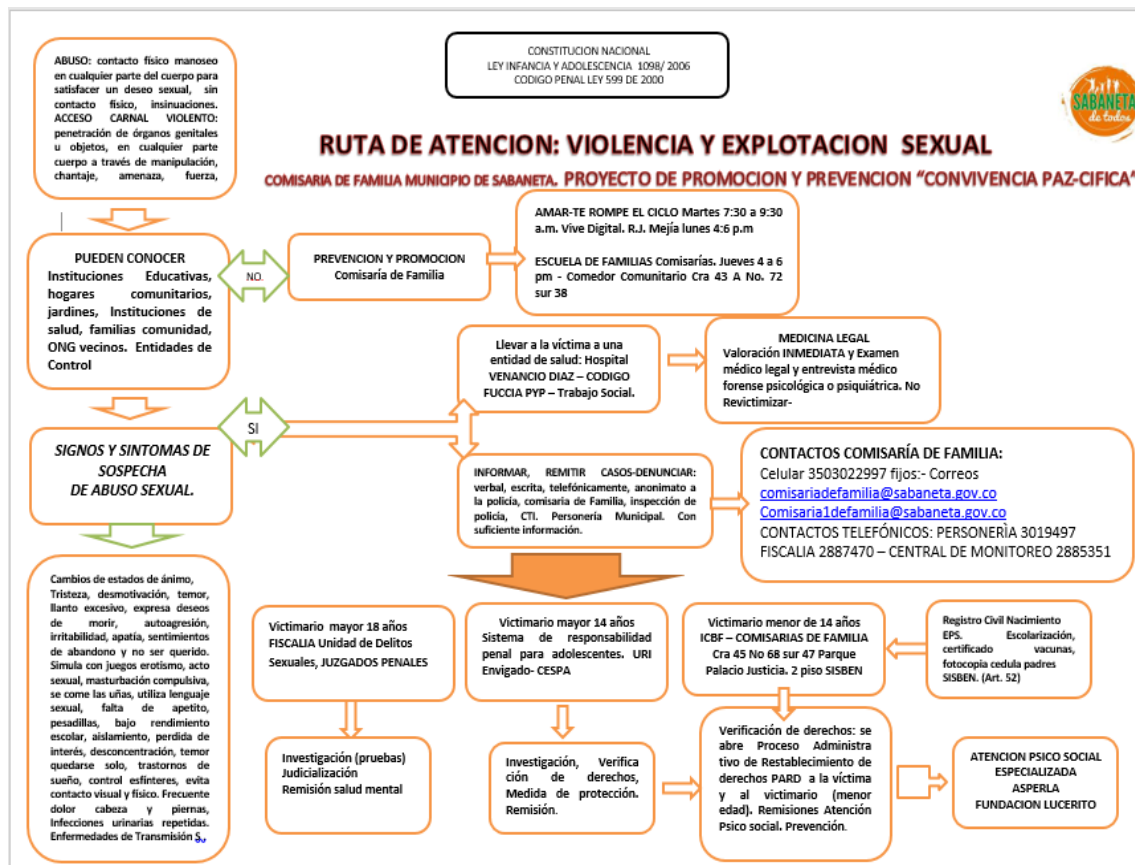 ABUSO: contacto físico manoseo
en cualquier parte del cuerpo para
satisfacer un deseo sexual, sin
contacto físico, insinuaciones.
ACCESO CARNAL VIOLENTO:
penetración de órganos genitales
u objetos, en cualquier parte
cuerpo a través de manipulación,
chantaje, amenaza, fuerza,
CONSTITUCION NACIONAL
LEY INFANCIA Y ADOLESCENCIA 1098/ 2006
CODIGO PENAL LEY 599 DE 2000
SABANETA
de todos
RUTA DE ATENCION: VIOLENCIA Y EXPLOTACION SEXUAL
COMISARIA DE FAMILIA MUNICIPIO DE SABANETA. PROYECTO DE PROMOCION Y PREVENCION “CONVIVENCIA PAZ-CIFICA”
PUEDEN CONOCER
Instituciones Educativas,
hogares comunitarios,
jardines, Instituciones de
salud, familias comunidad,
ONG vecinos. Entidades de
Control
NO.
PREVENCION Y PROMOCION
Comisaría de Familia
AMAR-TE ROMPE EL CICLO Martes 7:30 a 9:30
a.m. Vive Digital. R.J. Mejía lunes 4:6 p.m
ESCUELA DE FAMILIAS Comisarías. Jueves 4 a 6
pm - Comedor Comunitario Cra 43 A No. 72
sur 38
SI
Llevar a la víctima a una
entidad de salud: Hospital
VENANCIO DIAZ – CODIGO
FUCCIA PYP – Trabajo Social.
MEDICINA LEGAL
Valoración INMEDIATA y Examen
médico legal y entrevista médico
forense psicológica o psiquiátrica. No
Revictimizar-
SIGNOS Y SINTOMAS DE
SOSPECHA
DE ABUSO SEXUAL.
INFORMAR, REMITIR CASOS-DENUNCIAR:
verbal, escrita, telefónicamente, anonimato a
la policía, comisaria de Familia, inspección de
policía, CTI. Personería Municipal. Con
suficiente información.
CONTACTOS COMISARÍA DE FAMILIA:
Celular 3503022997 fijos:- Correos
comisariadefamilia@sabaneta.gov.co
Comisaria1defamilia@sabaneta.gov.co
CONTACTOS TELEFÓNICOS: PERSONERÌA 3019497
FISCALIA 2887470 – CENTRAL DE MONITOREO 2885351
Cambios de estados de ánimo,
Tristeza, desmotivación, temor,
llanto excesivo, expresa deseos
de morir, autoagresión,
irritabilidad, apatía, sentimientos
de abandono y no ser querido.
Simula con juegos erotismo, acto
sexual, masturbación compulsiva,
se come las uñas, utiliza lenguaje
sexual, falta de apetito,
pesadillas, bajo rendimiento
escolar, aislamiento, perdida de
interés, desconcentración, temor
quedarse solo, trastornos de
sueño, control esfínteres, evita
contacto visual y físico. Frecuente
dolor cabeza y piernas,
Infecciones urinarias repetidas.
Enfermedades de Transmisión S.,
Victimario mayor 18 años
FISCALIA Unidad de Delitos
Sexuales, JUZGADOS PENALES
Victimario mayor 14 años
Sistema de responsabilidad
penal para adolescentes. URI
Envigado- CESPA
Victimario menor de 14 años
ICBF – COMISARIAS DE FAMILIA
Cra 45 No 68 sur 47 Parque
Palacio Justicia. 2 piso SISBEN
Registro Civil Nacimiento
EPS. Escolarización,
certificado vacunas,
fotocopia cedula padres
SISBEN. (Art. 52)
Investigación (pruebas)
Judicialización
Remisión salud mental
Investigación, Verifica
ción de derechos,
Medida de protección.
Remisión.
Verificación de derechos: se
abre Proceso Administra
tivo de Restablecimiento de
derechos PARD a la víctima
y al victimario (menor
edad). Remisiones Atención
Psico social. Prevención.
ATENCION PSICO SOCIAL
ESPECIALIZADA
ASPERLA
FUNDACION LUCERITO